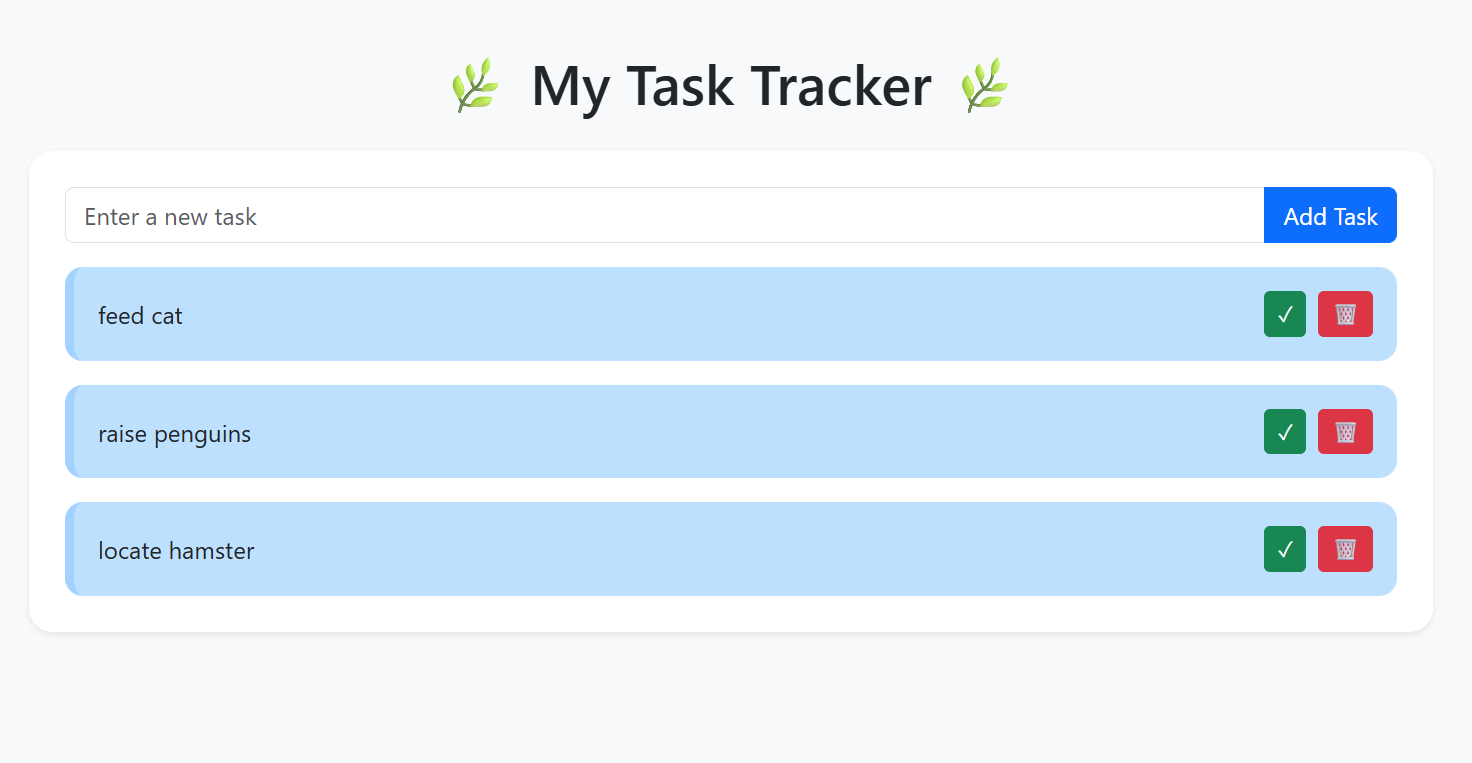 🌿 My Task Tracker 🌿
Enter a new task
Add Task
feed cat
✓ 🗑
raise penguins
✓ 🗑
locate hamster
✓ 🗑